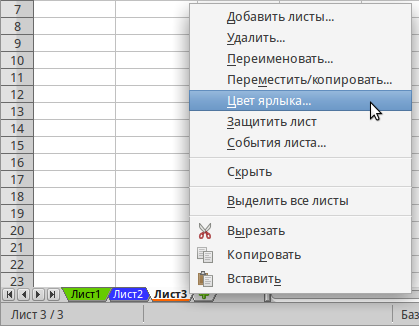 7
8
9
10
11
12
13
14
15
16
17
18
19
20
21
22
23
Добавить листы...
Удалить...
Переименовать...
Переместить/копировать...
Цвет ярлыка...
Защитить лист
События листа...
Скрыть
Выделить все листы
Вырезать
Копировать
Вставить
Лист1 Лист2 Лист3
Лист 3 / 3 Баз